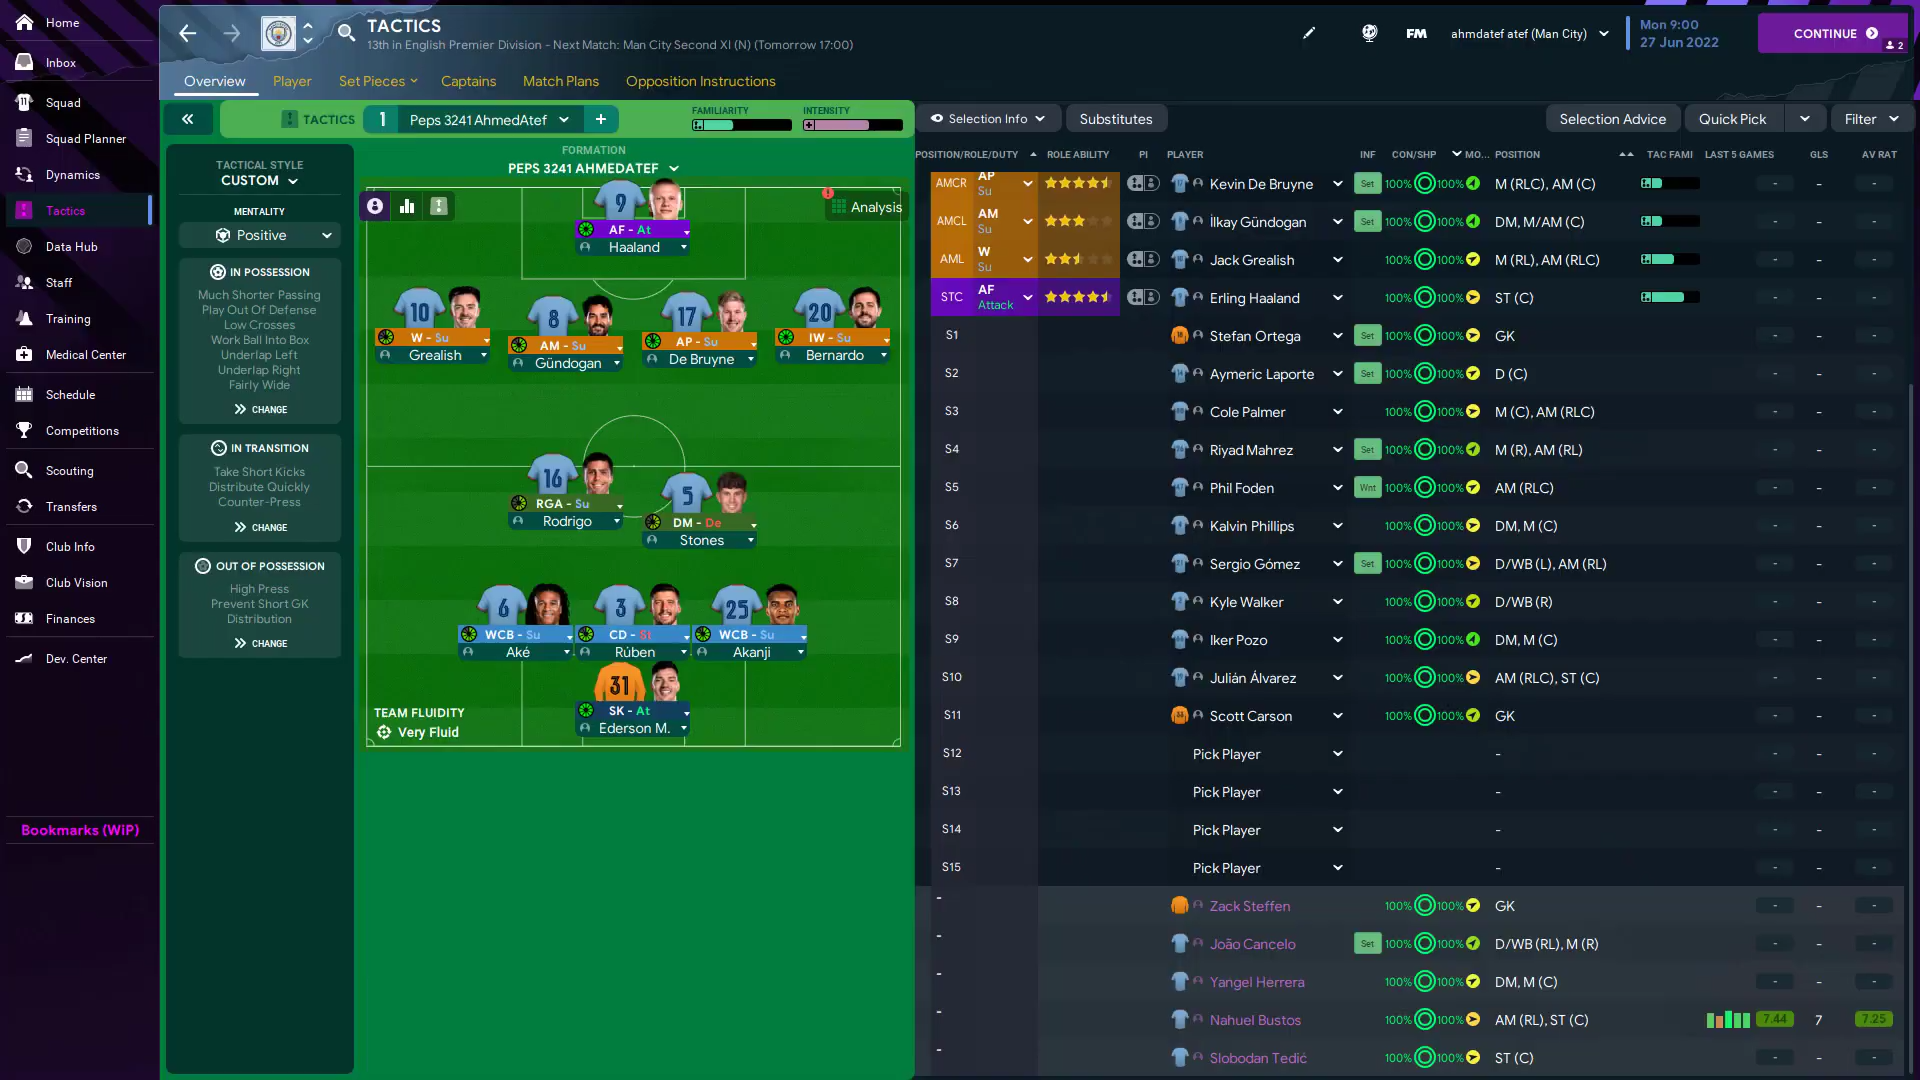 Home
Inbox
Squad
Squad Planner
Dynamics
Tactics
Data Hub
Staff
Training
Medical Center
Schedule
Competitions
Scouting
Transfers
Club Info
Club Vision
Finances
Dev. Center
Bookmarks (WiP)
TACTICS
13th in English Premier Division - Next Match: Man City Second XI (N) (Tomorrow 17:00)
FM
ahmdatef atef (Man City)
Mon 9:00
27 Jun 2022
CONTINUE
2
Overview
Player
Set Pieces
Captains
Match Plans
Opposition Instructions
TACTICS
1
Peps 3241 AhmedAtef
FAMILIARITY
INTENSITY
TACTICAL STYLE
CUSTOM
MENTALITY
Positive
IN POSSESSION
Much Shorter Passing
Play Out Of Defense
Low Crosses
Work Ball Into Box
Underlap Left
Underlap Right
Fairly Wide
CHANGE
IN TRANSITION
Take Short Kicks
Distribute Quickly
Counter-Press
CHANGE
OUT OF POSSESSION
High Press
Prevent Short GK
Distribution
CHANGE
FORMATION
PEPS 3241 AHMEDATEF
Analysis
9
AF - At
Haaland
10
W - Su
Grealish
8
AM - Su
Gündogan
17
AP - Su
De Bruyne
20
IW - Su
Bernardo
16
RGA - Su
Rodrigo
5
DM - De
Stones
6
WCB - Su
Aké
3
CD - St
Rúben
25
WCB - Su
Akanji
31
SK - At
Ederson M.
TEAM FLUIDITY
Very Fluid
Selection Info
Substitutes
Selection Advice
Quick Pick
Filter
POSITION/ROLE/DUTY ROLE ABILITY PI PLAYER INF CON/SHP MO... POSITION TAC FAMI LAST 5 GAMES GLS AV RAT
AMCR AP Su Kevin De Bruyne Set 100% 100% M (RLC), AM (C) - - -
AMCL AM Su İlkay Gündogan Set 100% 100% DM, M/AM (C) - - -
AML W Su Jack Grealish 100% 100% M (RL), AM (RLC) - - -
STC AF Attack Erling Haaland 100% 100% ST (C) - - -
S1 Stefan Ortega Set 100% 100% GK - - -
S2 Aymeric Laporte Set 100% 100% D (C) - - -
S3 Cole Palmer 100% 100% M (C), AM (RLC) - - -
S4 Riyad Mahrez Set 100% 100% M (R), AM (RL) - - -
S5 Phil Foden Wnt 100% 100% AM (RLC) - - -
S6 Kalvin Phillips 100% 100% DM, M (C) - - -
S7 Sergio Gómez Set 100% 100% D/WB (L), AM (RL) - - -
S8 Kyle Walker 100% 100% D/WB (R) - - -
S9 Iker Pozo 100% 100% DM, M (C) - - -
S10 Julián Álvarez 100% 100% AM (RLC), ST (C) - - -
S11 Scott Carson 100% 100% GK - - -
S12 Pick Player - - - -
S13 Pick Player - - - -
S14 Pick Player - - - -
S15 Pick Player - - - -
- Zack Steffen 100% 100% GK - - -
- João Cancelo Set 100% 100% D/WB (RL), M (R) - - -
- Yangel Herrera 100% 100% DM, M (C) - - -
- Nahuel Bustos 100% 100% AM (RL), ST (C) 7.44 7 7.25
- Slobodan Tedić 100% 100% ST (C) - - -